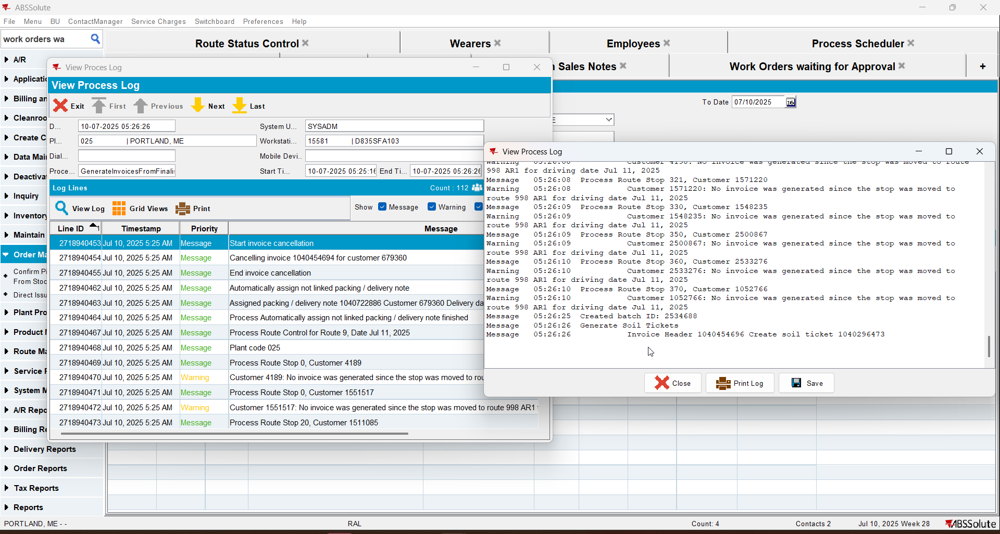 ABSSolute
File Menu BU ContactManager Service Charges Switchboard Preferences Help
work orders wa
Route Status Control
Wearers
Employees
Process Scheduler
Sales Notes
Work Orders waiting for Approval
+
A/R
Billing
Inventory
Maintain
Inquiry
Order Ma
Confirm
From Stoc
Direct Issu
Plant Pro
Product
Route Ma
Service
System
A/R Repo
Billing Re
Delivery Reports
Order Reports
Tax Reports
Reports
To Date 07/10/2025
View Proces Log
View Process Log
Exit First Previous Next Last
D... 10-07-2025 05:26:26 System U... SYSADM
Pl... 025 | PORTLAND, ME Workstati... 15581 | D835SFA103
Dial... Mobile Devi..
Proce... GenerateInvoicesFromFinalis Start Ti... 10-07-2025 05:25:16 End Ti... 10-07-2025 05:26:26
Log Lines Count : 112
View Log Grid Views Print Show Message Warning
Line ID 1 Timestamp Priority Message
2718940453 Jul 10, 2025 5:25 AM Message Start invoice cancellation
2718940454 Jul 10, 2025 5:25 AM Message Cancelling invoice 1040454694 for customer 679360
2718940455 Jul 10, 2025 5:25 AM Message End invoice cancellation
2718940462 Jul 10, 2025 5:25 AM Message Automatically assign not linked packing / delivery note
2718940463 Jul 10, 2025 5:25 AM Message Assigned packing / delivery note 1040722886 Customer 679360 Delivery da
2718940464 Jul 10, 2025 5:25 AM Message Process Automatically assign not linked packing / delivery note finished
2718940467 Jul 10, 2025 5:25 AM Message Process Route Control for Route 9, Date Jul 11, 2025
2718940468 Jul 10, 2025 5:25 AM Message Plant code 025
2718940469 Jul 10, 2025 5:25 AM Message Process Route Stop 0, Customer 4189
2718940470 Jul 10, 2025 5:25 AM Warning Customer 4189: No invoice was generated since the stop was moved to rou
2718940471 Jul 10, 2025 5:25 AM Message Process Route Stop 0, Customer 1551517
2718940472 Jul 10, 2025 5:25 AM Warning Customer 1551517: No invoice was generated since the stop was moved to route 998 AR1
2718940473 Jul 10, 2025 5:25 AM Message Process Route Stop 20, Customer 1511085
View Process Log
Warning 05:26:08 Customer 4198: No invoice was generated since the stop was moved to route
998 AR1 for driving date Jul 11, 2025
Message 05:26:08 Process Route Stop 321, Customer 1571220
Warning 05:26:08 Customer 1571220: No invoice was generated since the stop was moved to
route 998 AR1 for driving date Jul 11, 2025
Message 05:26:09 Process Route Stop 330, Customer 1548235
Warning 05:26:09 Customer 1548235: No invoice was generated since the stop was moved to
route 998 AR1 for driving date Jul 11, 2025
Message 05:26:09 Process Route Stop 350, Customer 2500867
Warning 05:26:09 Customer 2500867: No invoice was generated since the stop was moved to
route 998 AR1 for driving date Jul 11, 2025
Message 05:26:10 Process Route Stop 360, Customer 2533276
Warning 05:26:10 Customer 2533276: No invoice was generated since the stop was moved to
route 998 AR1 for driving date Jul 11, 2025
Message 05:26:10 Process Route Stop 370, Customer 1052766
Warning 05:26:10 Customer 1052766: No invoice was generated since the stop was moved to
route 998 AR1 for driving date Jul 11, 2025
Message 05:26:25 Created batch ID: 2534688
Message 05:26:26 Generate Soil Tickets
Message 05:26:26 Invoice Header 1040454696 Create soil ticket 1040296473
Close Print Log Save
PORTLAND, ME - - RAL Count: 4 Contacts 2 Jul 10, 2025 Week 28 ABSSolute